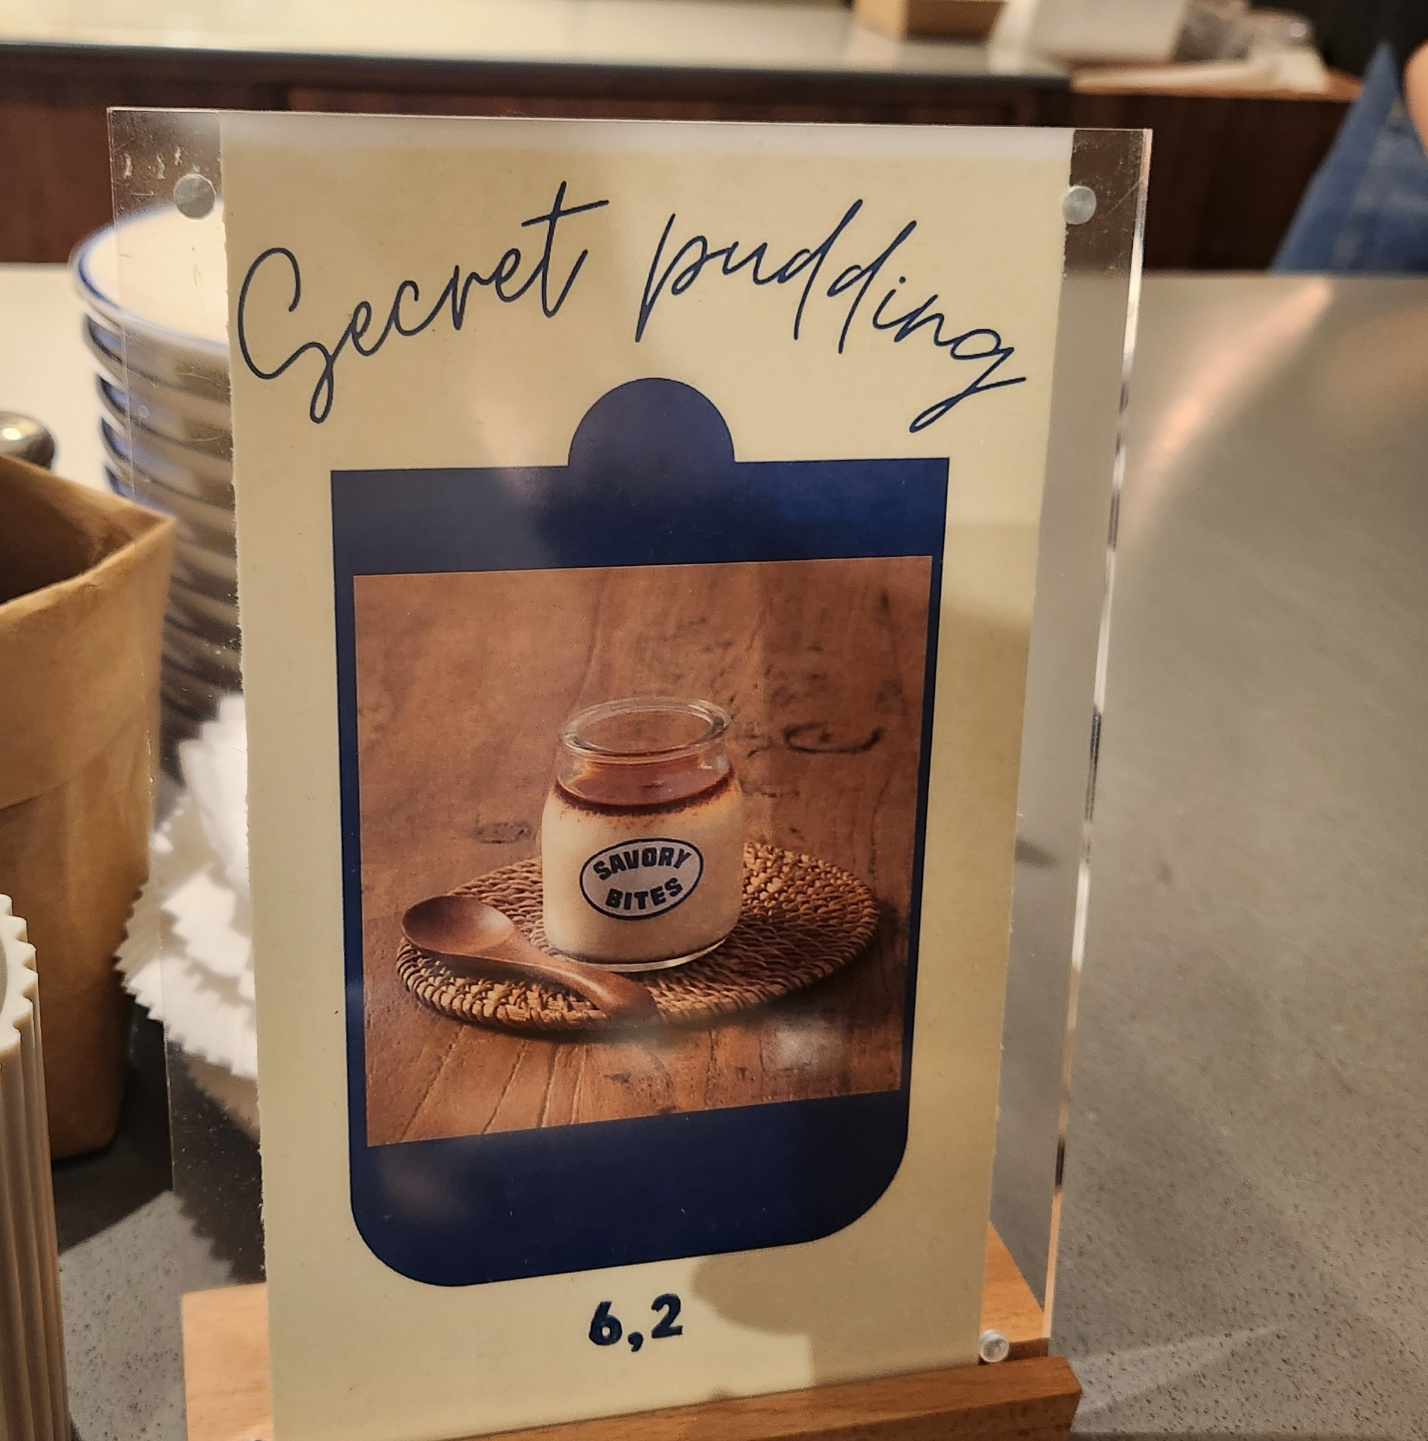 Secret pudding
SAVORY
BITES
6,2